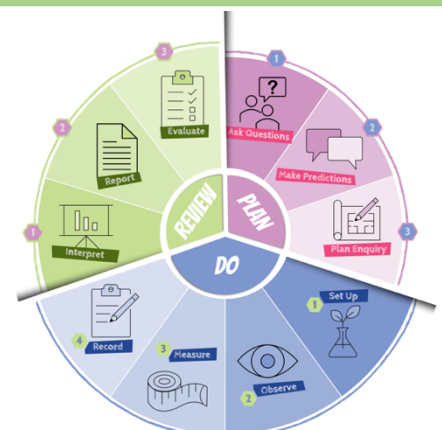 PLAN
1
Ask Questions
?
2
Make Predictions
3
Plan Enquiry
DO
1
Set Up
2
Observe
3
Measure
4
Record
REVIEW
1
Interpret
2
Report
3
Evaluate